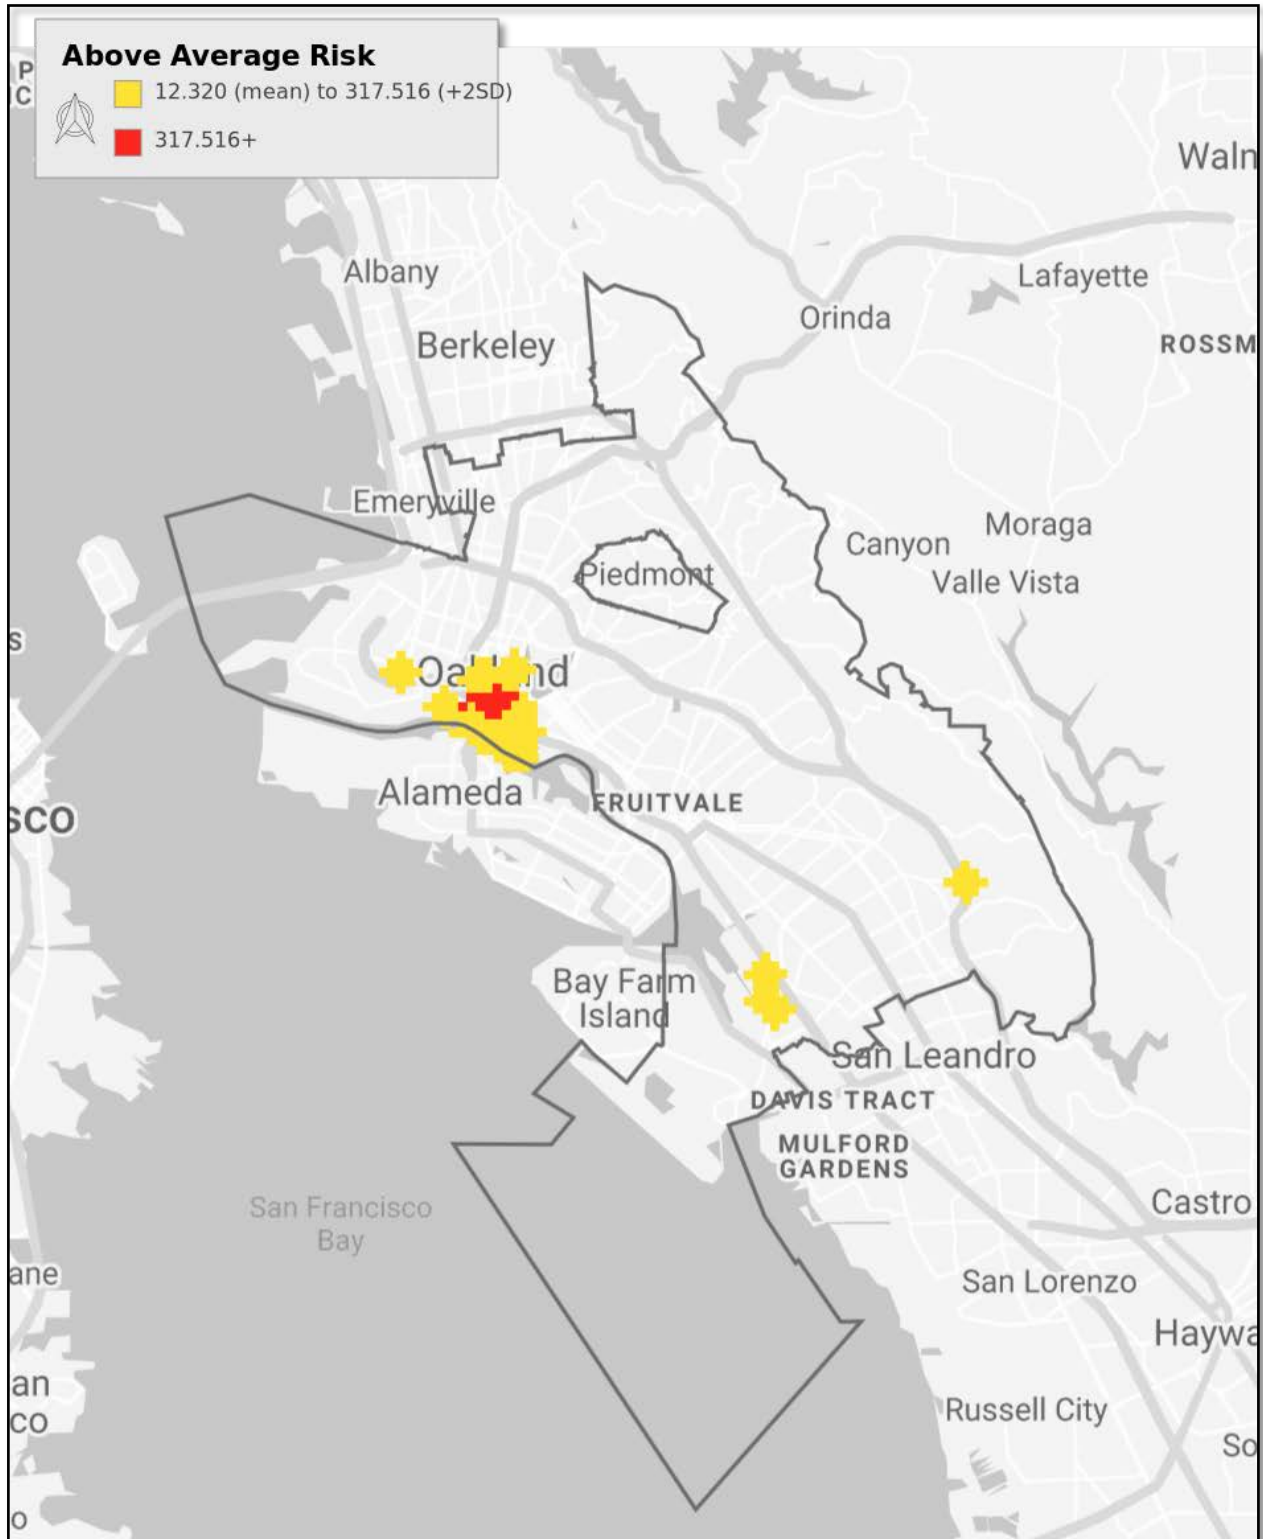 Above Average Risk
12.320 (mean) to 317.516 (+2SD)
317.516+
P
C
Waln
Albany
Lafayette
Orinda
Berkeley
ROSSM
Emeryville
Moraga
Canyon
Piedmont
Valle Vista
s
Oakland
Alameda
FRUITVALE
SCO
Bay Farm
Island
San Leandro
DAVIS TRACT
MULFORD
GARDENS
San Francisco
Bay
Castro
ane
San Lorenzo
Haywa
an
co
Russell City
So
o